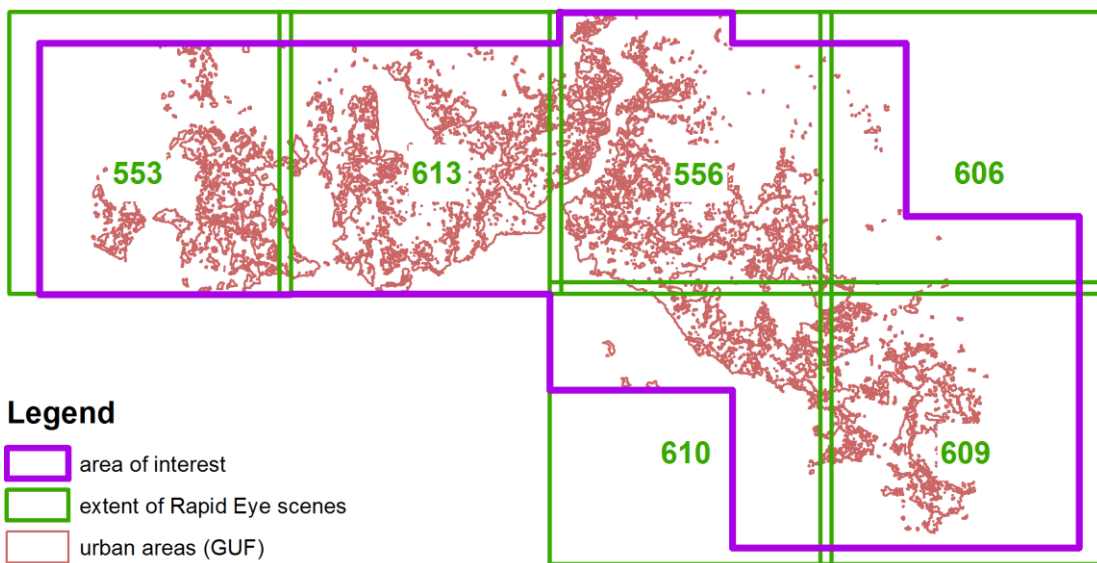 553
613
556
606
610
609
Legend
area of interest
extent of Rapid Eye scenes
urban areas (GUF)